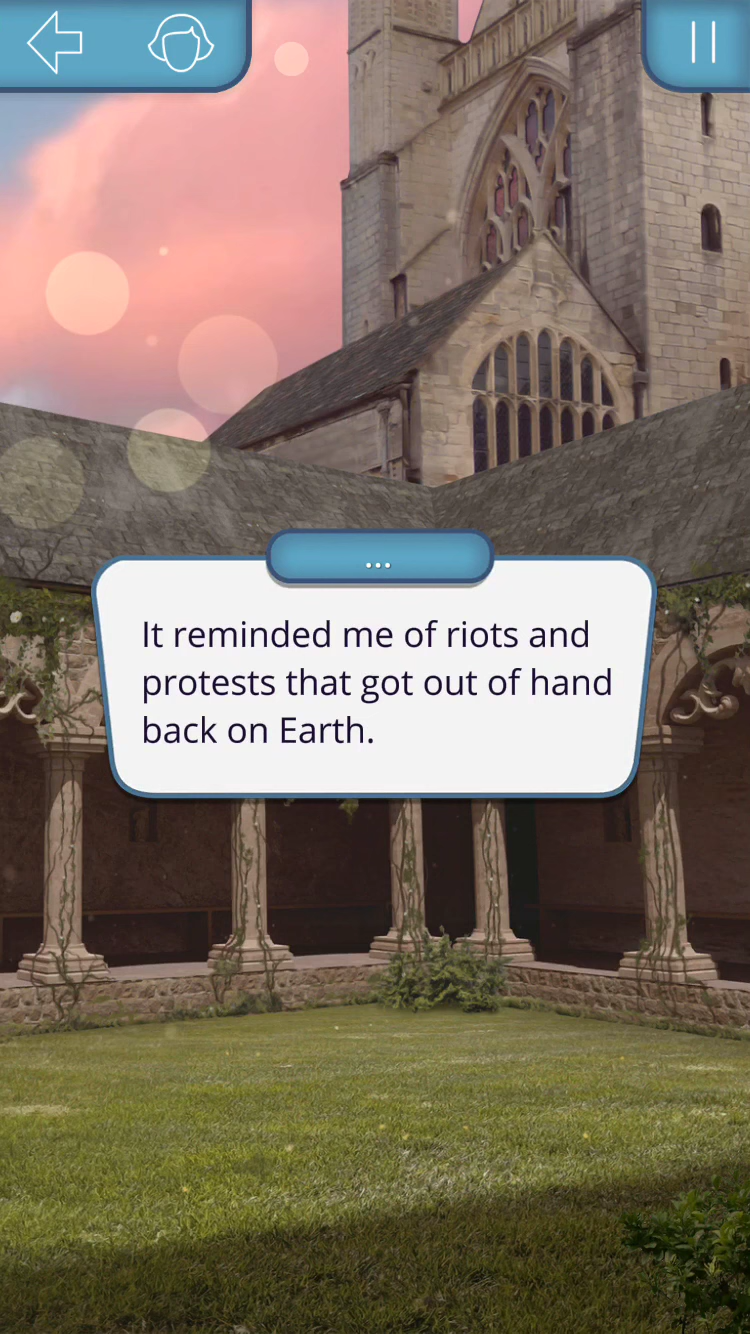 ...
It reminded me of riots and
protests that got out of hand
back on Earth.